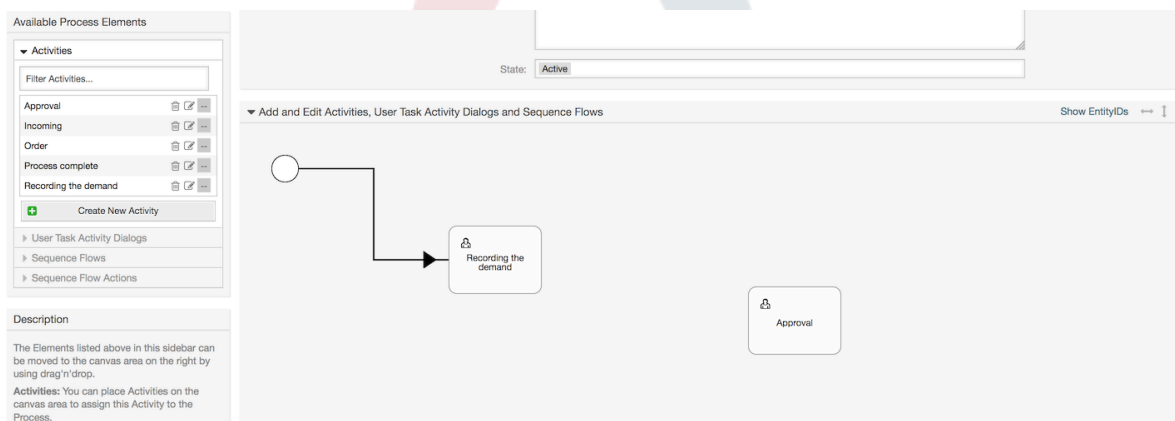 Available Process Elements
Activities
Filter Activities...
Approval
Incoming
Order
Process complete
Recording the demand
Create New Activity
User Task Activity Dialogs
Sequence Flows
Sequence Flow Actions
Description
The Elements listed above in this sidebar can
be moved to the canvas area on the right by
using drag'n'drop.
Activities: You can place Activities on the
canvas area to assign this Activity to the
Process.
State: Active
Add and Edit Activities, User Task Activity Dialogs and Sequence Flows
Show EntityIDs
Recording the
demand
Approval